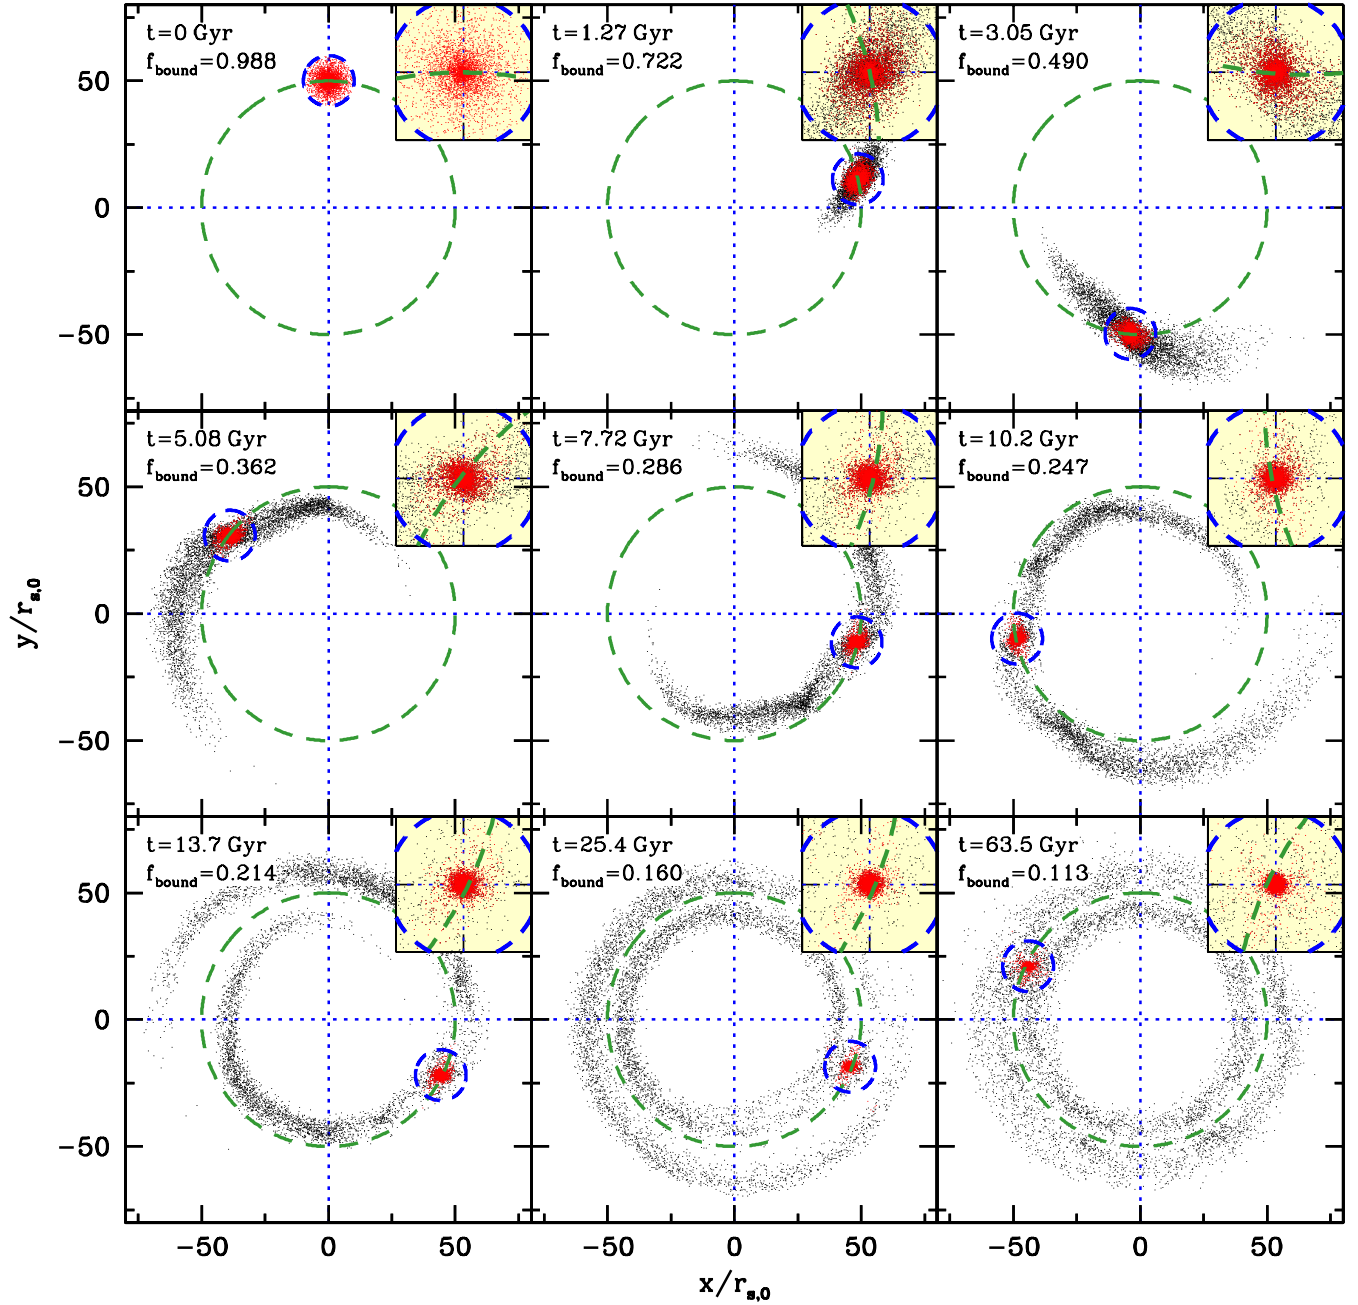 t=0 Gyr
f_bound=0.988
t=1.27 Gyr
f_bound=0.722
t=3.05 Gyr
f_bound=0.490
50
0
−50
t=5.08 Gyr
f_bound=0.362
t=7.72 Gyr
f_bound=0.286
t=10.2 Gyr
f_bound=0.247
50
0
−50
y/r_s,0
t=13.7 Gyr
f_bound=0.214
t=25.4 Gyr
f_bound=0.160
t=63.5 Gyr
f_bound=0.113
50
0
−50
−50 0 50 −50 0 50 −50 0 50
x/r_s,0